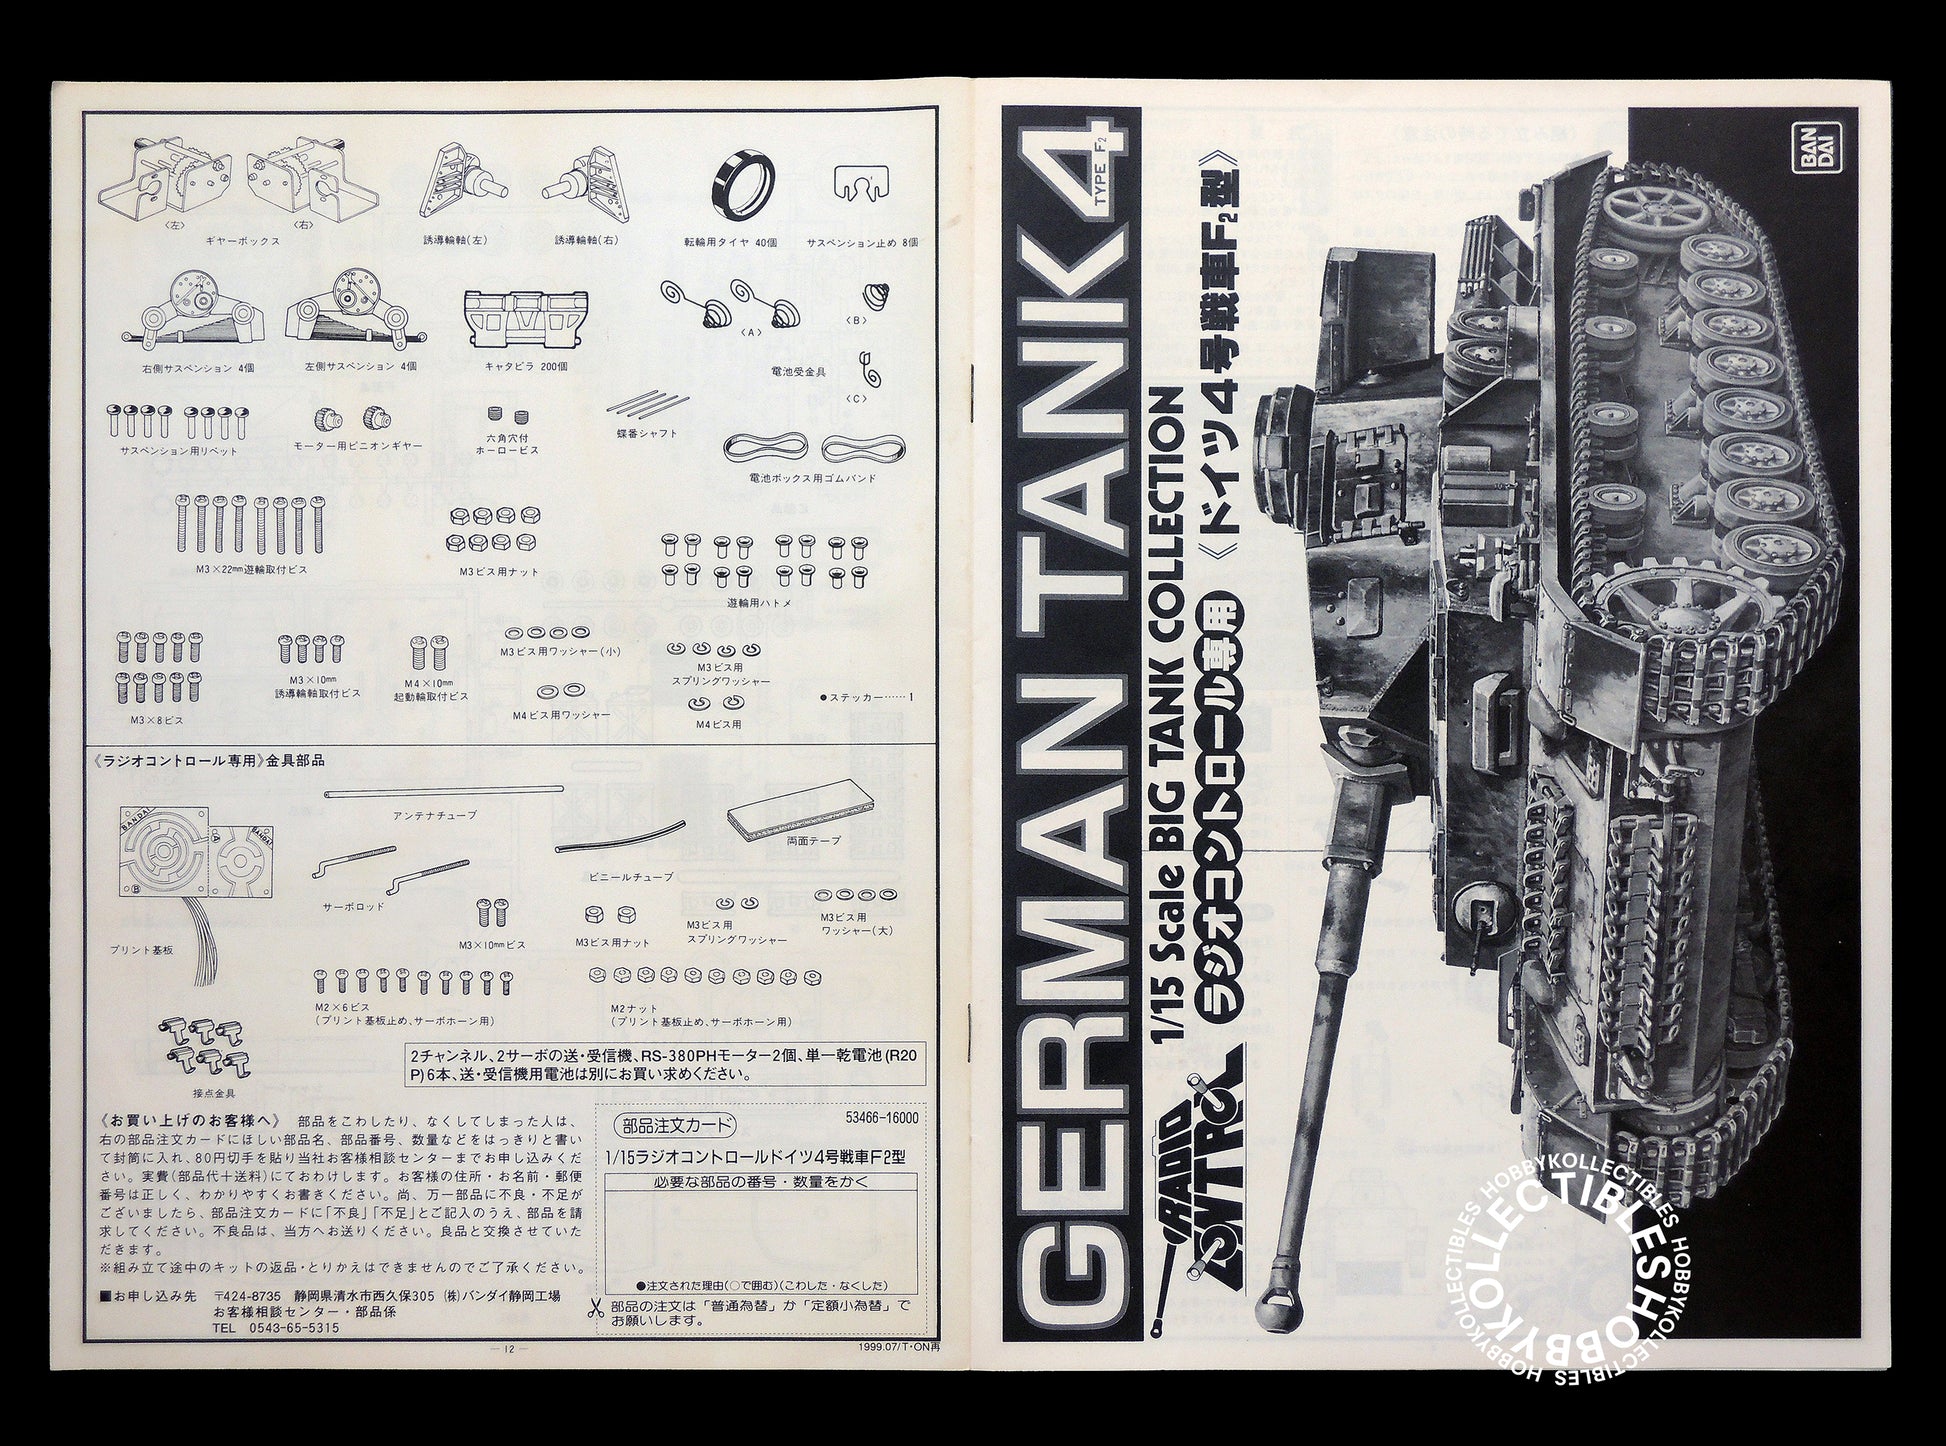 〈左〉
〈右〉
ギヤーボックス
誘導輪軸(左)
誘導輪軸(右)
転輪用タイヤ 40個
サスペンション止め 8個
右側サスペンション 4個
左側サスペンション 4個
キャタピラ 200個
〈A〉
〈B〉
電池受金具
〈C〉
サスペンション用リベット
モーター用ピニオンギヤー
六角穴付
ホーロービス
蝶番シャフト
電池ボックス用ゴムバンド
M3×22mm遊輪取付ビス
M3ビス用ナット
遊輪用ハトメ
M3×8ビス
M3×10mm
誘導輪軸取付ビス
M4×10mm
起動輪取付ビス
M3ビス用ワッシャー(小)
M4ビス用ワッシャー
M3ビス用
スプリングワッシャー
M4ビス用
●ステッカー……1
《ラジオコントロール専用》金具部品
BANDAI
A
BANDAI
B
プリント基板
アンテナチューブ
両面テープ
サーボロッド
ビニールチューブ
M3×10mmビス
M3ビス用ナット
M3ビス用
スプリングワッシャー
M3ビス用
ワッシャー(大)
M2×6ビス
(プリント基板止め、サーボホーン用)
M2ナット
(プリント基板止め、サーボホーン用)
接点金具
2チャンネル、2サーボの送・受信機、RS-380PHモーター2個、単一乾電池(R20
P)6本、送・受信機用電池は別にお買い求めください。
《お買い上げのお客様へ》 部品をこわしたり、なくしてしまった人は、
右の部品注文カードにほしい部品名、部品番号、数量などをはっきりと書い
て封筒に入れ、80円切手を貼り当社お客様相談センターまでお申し込みくだ
さい。実費(部品代+送料)にておわけします。お客様の住所・お名前・郵便
番号は正しく、わかりやすくお書きください。尚、万一部品に不良・不足が
ございましたら、部品注文カードに「不良」「不足」とご記入のうえ、部品を請
求してください。不良品は、当方へお送りください。良品と交換させていた
だきます。
※組み立て途中のキットの返品・とりかえはできませんのでご了承ください。
■お申し込み先 〒424-8735 静岡県清水市西久保305 (株)バンダイ静岡工場
お客様相談センター・部品係
TEL 0543-65-5315
部品注文カード
53466-16000
1/15ラジオコントロールドイツ4号戦車F2型
必要な部品の番号・数量をかく
●注文された理由(○で囲む)(こわした・なくした)
部品の注文は「普通為替」か「定額小為替」で
お願いします。
— 12 —
1999.07/T・ON再
GERMAN TANK 4
TYPE F2
1/15 Scale BIG TANK COLLECTION
ラジオコントロール専用 《ドイツ4号戦車F2型》
RADIO
CONTROL
BAN
DAI
HOBBYKOLLECTIBLES HOBBYKOLLECTIBLES HOBBYKOLLECTIBLES HOBBYKOLLECTIBLES
HOBBYKOLLECTIBLES